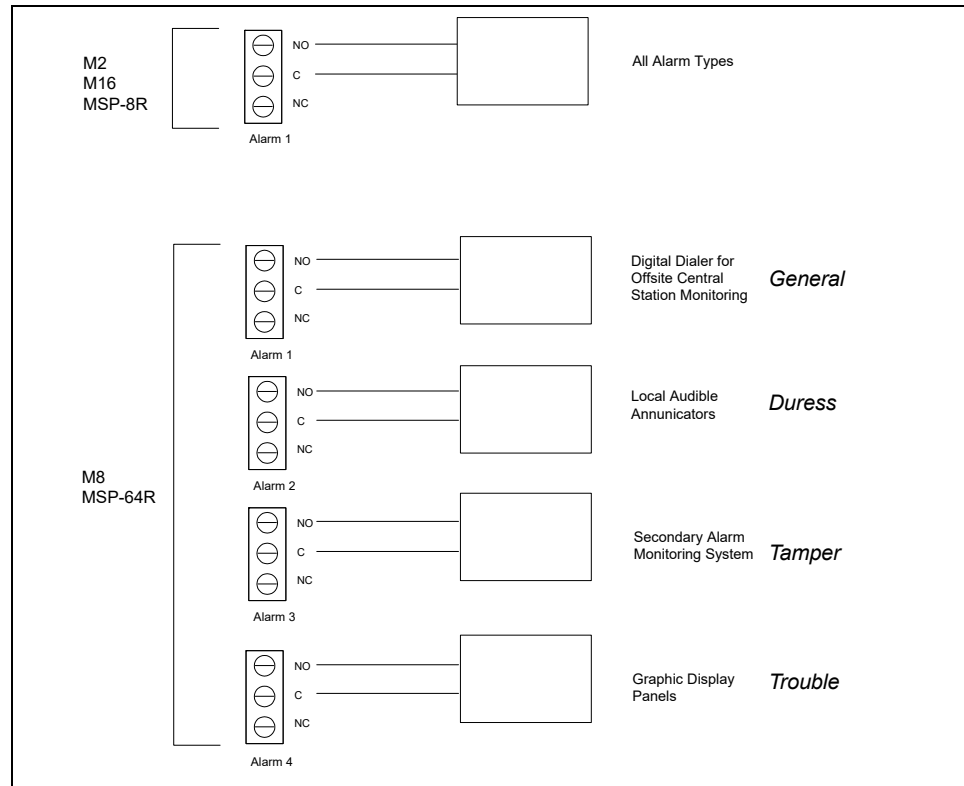 M2
M16
MSP-8R
NO
C
NC
Alarm 1
All Alarm Types
M8
MSP-64R
NO
C
NC
Alarm 1
Digital Dialer for
Offsite Central
Station Monitoring
General
NO
C
NC
Alarm 2
Local Audible
Annunicators
Duress
NO
C
NC
Alarm 3
Secondary Alarm
Monitoring System
Tamper
NO
C
NC
Alarm 4
Graphic Display
Panels
Trouble